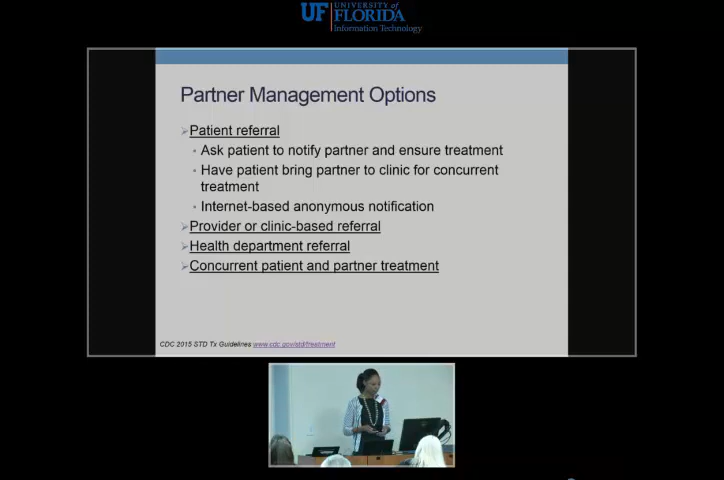 UF UNIVERSITY of
FLORIDA
Information Technology
Partner Management Options
➢Patient referral
• Ask patient to notify partner and ensure treatment
• Have patient bring partner to clinic for concurrent
treatment
• Internet-based anonymous notification
➢Provider or clinic-based referral
➢Health department referral
➢Concurrent patient and partner treatment
CDC 2015 STD Tx Guidelines www.cdc.gov/std/treatment